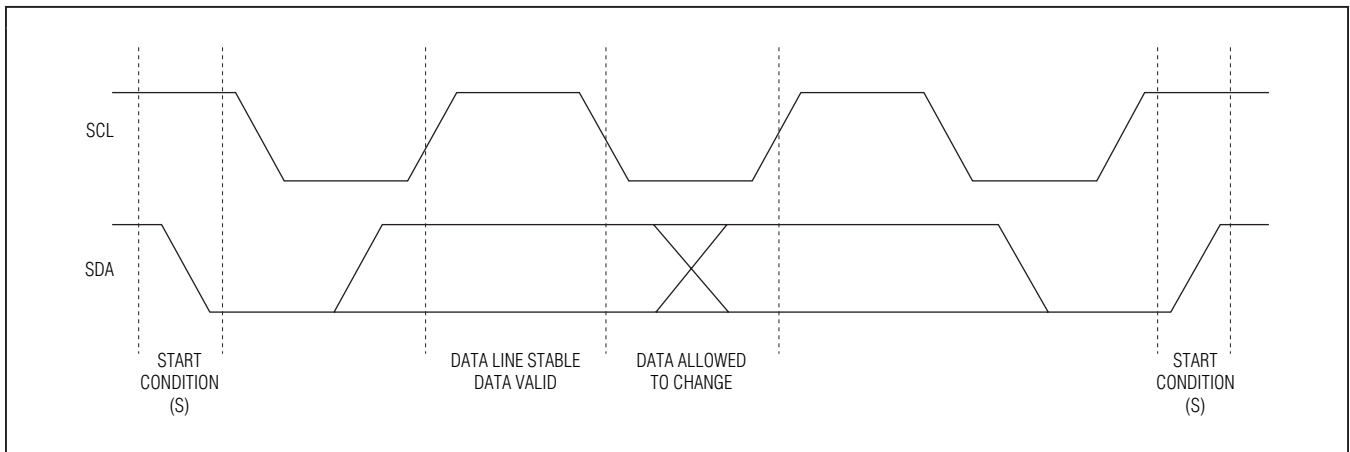 SCL
SDA
START
CONDITION
(S)
DATA LINE STABLE
DATA VALID
DATA ALLOWED
TO CHANGE
START
CONDITION
(S)